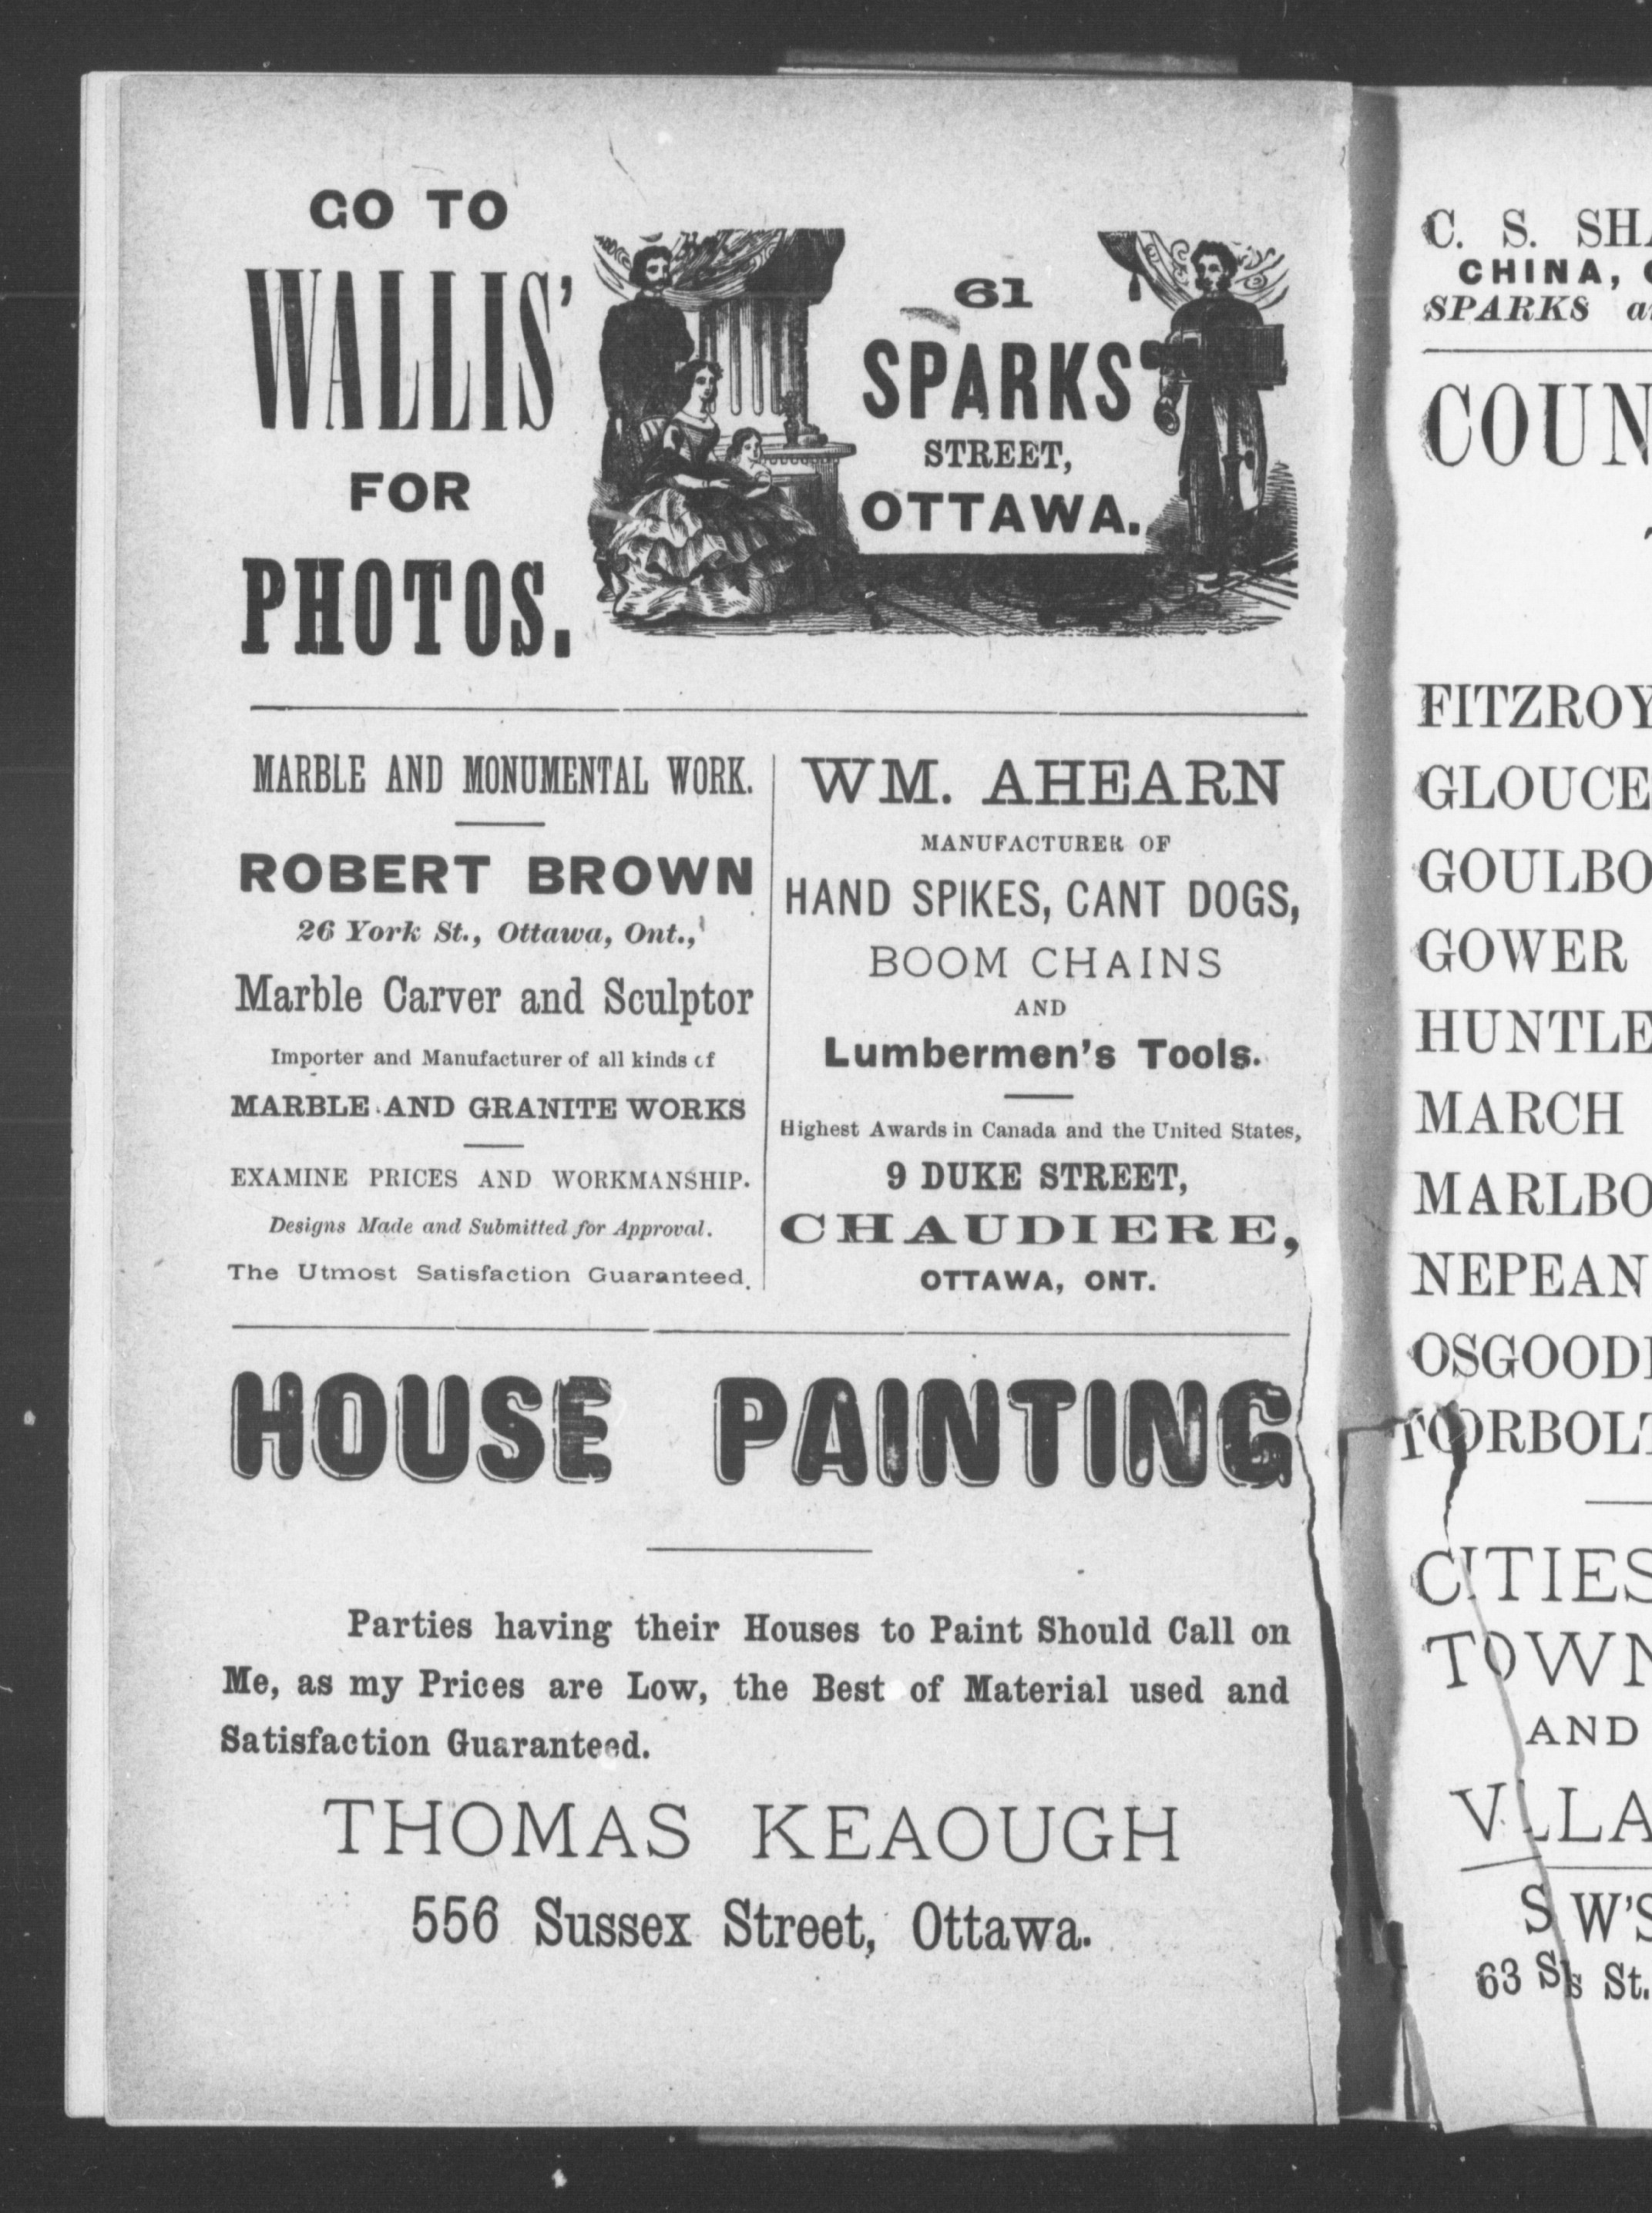 GO TO
WALLIS'
FOR
PHOTOS.
61
SPARKS
STREET,
OTTAWA.
MARBLE AND MONUMENTAL WORK.
ROBERT BROWN
26 York St., Ottawa, Ont.,
Marble Carver and Sculptor
Importer and Manufacturer of all kinds of
MARBLE AND GRANITE WORKS
EXAMINE PRICES AND WORKMANSHIP.
Designs Made and Submitted for Approval.
The Utmost Satisfaction Guaranteed.
WM. AHEARN
MANUFACTURER OF
HAND SPIKES, CANT DOGS,
BOOM CHAINS
AND
Lumbermen's Tools.
Highest Awards in Canada and the United States,
9 DUKE STREET,
CHAUDIERE,
OTTAWA, ONT.
HOUSE PAINTING
Parties having their Houses to Paint Should Call on
Me, as my Prices are Low, the Best of Material used and
Satisfaction Guaranteed.
THOMAS KEAOUGH
556 Sussex Street, Ottawa.
C. S. SHA
CHINA,
SPARKS
COUN
FITZROY
GLOUCE
GOULBO
GOWER
HUNTLE
MARCH
MARLBO
NEPEAN
OSGOOD
TORBOLT
CITIES
TOWN
AND
V LLA
S W'S
63 S s St.